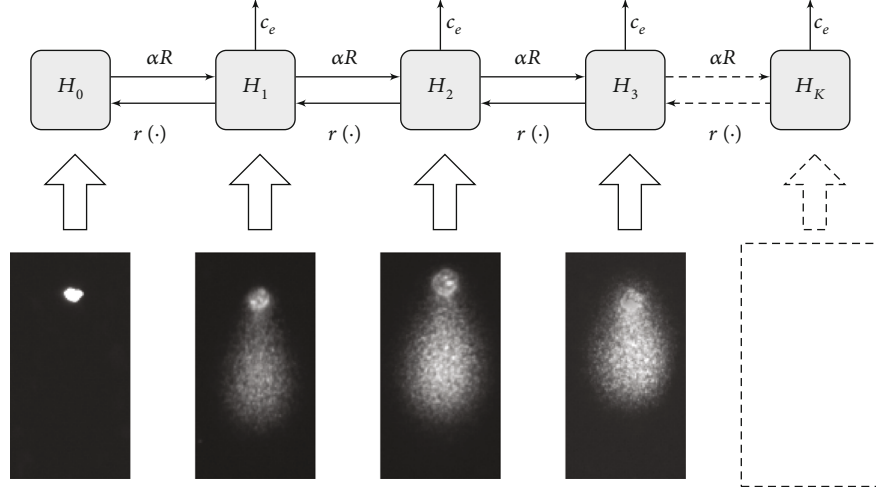 c_e c_e c_e c_e
αR αR αR αR
H_0 H_1 H_2 H_3 H_K
r (·) r (·) r (·) r (·)